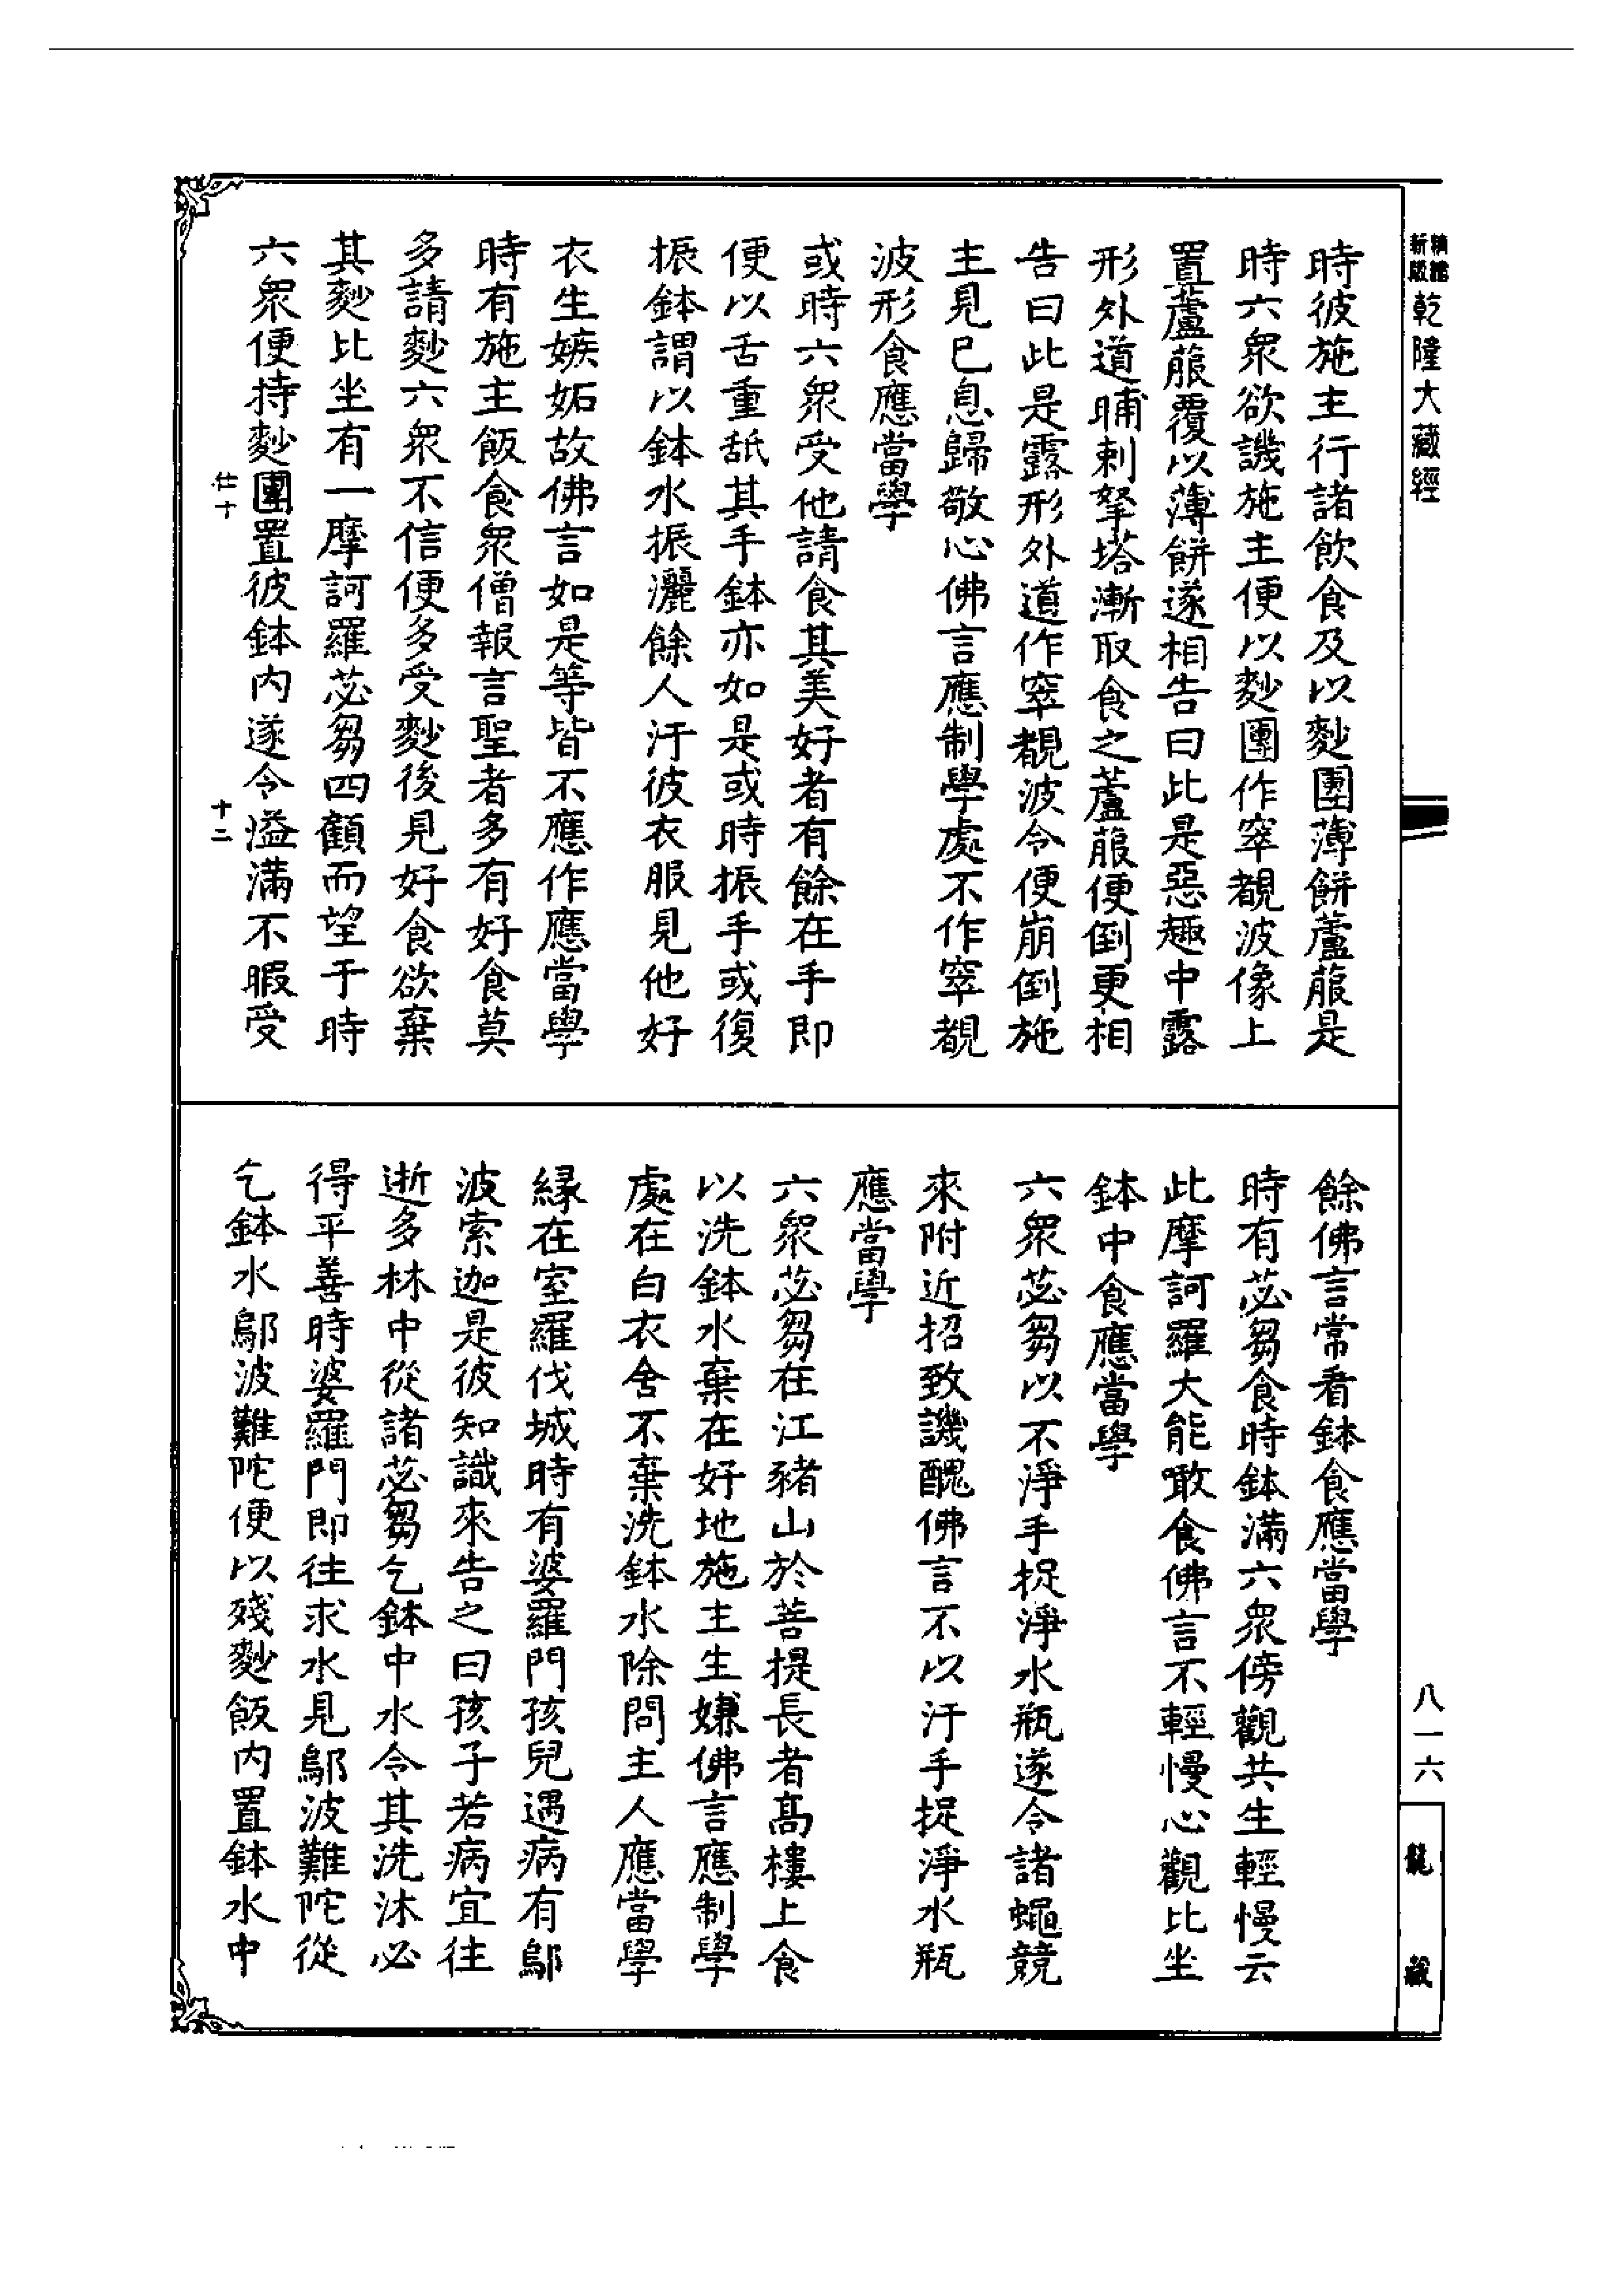 乾隆大藏經
時彼施主行諸飲食及以麨團薄餅蘆菔是
時六衆欲譏施主便以麨團作窣覩波像上
置蘆菔覆以薄餅遂相告曰此是惡趣中露
形外道晡剌拏塔漸取食之蘆菔便倒更相
告曰此是露形外道作窣覩波令便崩倒施
主見已息歸敬心佛言應制學處不作窣覩
波形食應當學
或時六衆受他請食其美好者有餘在手即
便以舌重舐其手鉢亦如是或時振手或復
振鉢謂以鉢水振灑餘人汙彼衣服見他好
衣生嫉妬故佛言如是等皆不應作應當學
時有施主飯食衆僧報言聖者多有好食莫
多請麨六衆不信便多受麨後見好食欲棄
其麨比坐有一摩訶羅苾芻四顧而望于時
六衆便持麨團置彼鉢内遂令溢滿不暇受
十二
餘佛言常看鉢食應當學
時有苾芻食時鉢滿六衆傍觀共生輕慢云
此摩訶羅大能噉食佛言不輕慢心觀比坐
鉢中食應當學
六衆苾芻以不淨手捉淨水瓶遂令諸蠅競
來附近招致譏醜佛言不以汙手捉淨水瓶
應當學
六衆苾芻在江豬山於菩提長者高樓上食
以洗鉢水棄在好地施主生嫌佛言應制學
處在白衣舍不棄洗鉢水除問主人應當學
緣在室羅伐城時有婆羅門孩兒遇病有鄔
波索迦是彼知識來告之曰孩子若病宜往
逝多林中從諸苾芻乞鉢中水令其洗沐必
得平善時婆羅門即往求水見鄔波難陀從
乞鉢水鄔波難陀便以殘麨飯内置鉢水中
八一六
龍藏